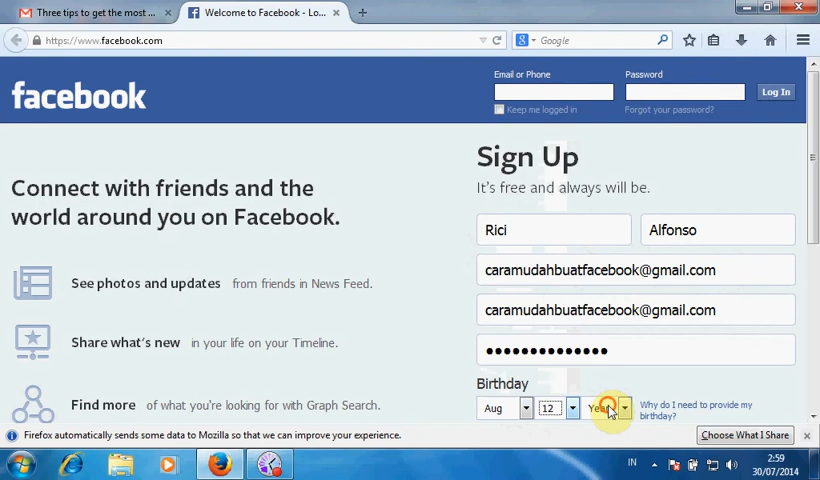 Three tips to get the most ...
Welcome to Facebook - Lo...
https://www.facebook.com
Google
facebook
Email or Phone
Password
Log In
Keep me logged in
Forgot your password?
Connect with friends and the
world around you on Facebook.
See photos and updates from friends in News Feed.
Share what's new in your life on your Timeline.
Find more of what you're looking for with Graph Search.
Sign Up
It's free and always will be.
Rici
Alfonso
caramudahbuatfacebook@gmail.com
caramudahbuatfacebook@gmail.com
Birthday
Aug
12
Year
Why do I need to provide my
birthday?
Firefox automatically sends some data to Mozilla so that we can improve your experience.
Choose What I Share
IN
2:59
30/07/2014